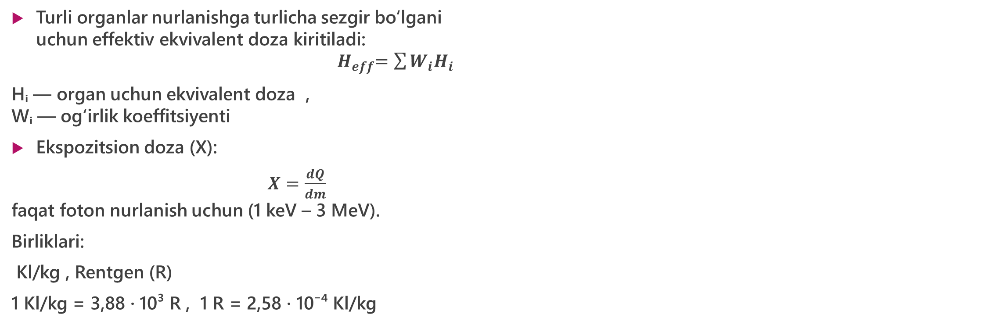 ▶ Turli organlar nurlanishga turlicha sezgir bo‘lgani
uchun effektiv ekvivalent doza kiritiladi:
H_eff= ∑W_iH_i
Hᵢ — organ uchun ekvivalent doza ,
Wᵢ — og‘irlik koeffitsiyenti
▶ Ekspozitsion doza (X):
X = dQ/dm
faqat foton nurlanish uchun (1 keV – 3 MeV).
Birliklari:
Kl/kg , Rentgen (R)
1 Kl/kg = 3,88 · 10³ R , 1 R = 2,58 · 10⁻⁴ Kl/kg